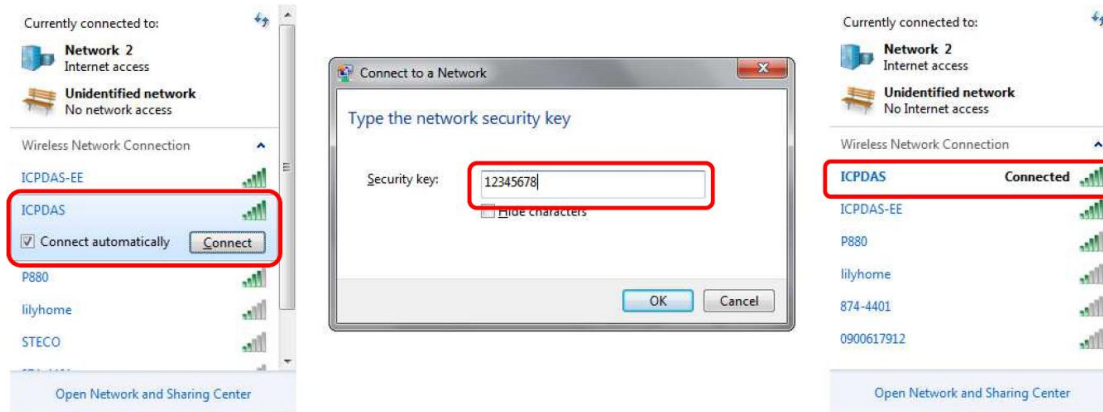 Currently connected to:
Network 2
Internet access
Unidentified network
No network access
Wireless Network Connection
ICPDAS-EE
ICPDAS
Connect automatically
Connect
P880
lilyhome
STECO
Open Network and Sharing Center
Connect to a Network
Type the network security key
Security key:
12345678
Hide characters
OK
Cancel
Currently connected to:
Network 2
Internet access
Unidentified network
No Internet access
Wireless Network Connection
ICPDAS Connected
ICPDAS-EE
P880
lilyhome
874-4401
0900617912
Open Network and Sharing Center